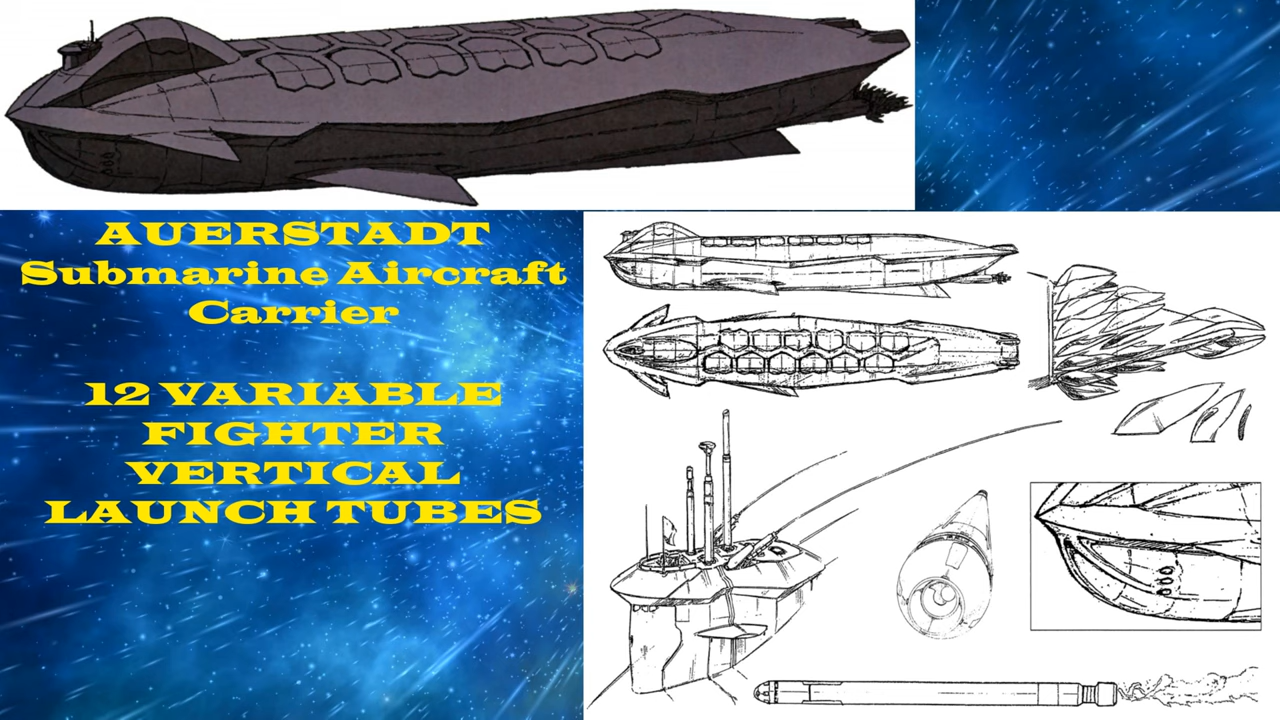 AUERSTADT
Submarine Aircraft
Carrier
12 VARIABLE
FIGHTER
VERTICAL
LAUNCH TUBES